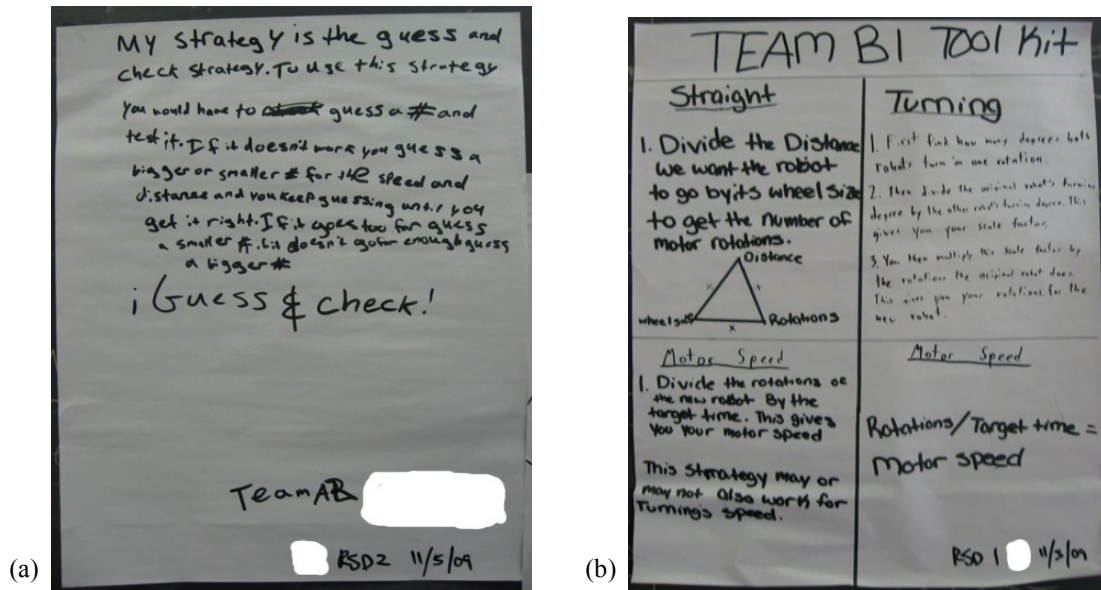 My strategy is the guess and
check strategy. To use this strategy
You would have to guess a # and
test it. If it doesn't work you guess a
bigger or smaller # for the speed and
distance and you keep guessing until you
get it right. If it goes too far guess
a smaller #. if it doesn't go far enough guess
a bigger #
i Guess & check!
Team AB
RSD2 11/5/09
(a)
TEAM B1 Tool Kit
Straight
1. Divide the Distance
we want the robot
to go by its wheel size
to get the number of
motor rotations.
Distance
wheel size
x
Rotations
Turning
1. First find how many degrees both
robots turn in one rotation.
2. Then divide the original robot's turning
degree by the other robot's turning degree. This
gives you your scale factor.
3. You then multiply this scale factor by
the rotations the original robot does.
This gives you your rotations for the
new robot.
Motor Speed
1. Divide the rotations of
the new robot By the
target time. This gives
you your motor speed
This Sterategy may or
may not also work for
Turning's speed.
Motor Speed
Rotations/Target time =
Motor speed
RSD 1 11/3/09
(b)